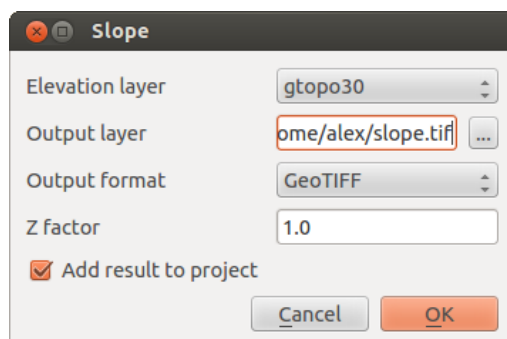 Slope
Elevation layer gtopo30
Output layer ome/alex/slope.tif ...
Output format GeoTIFF
Z factor 1.0
Add result to project
Cancel OK